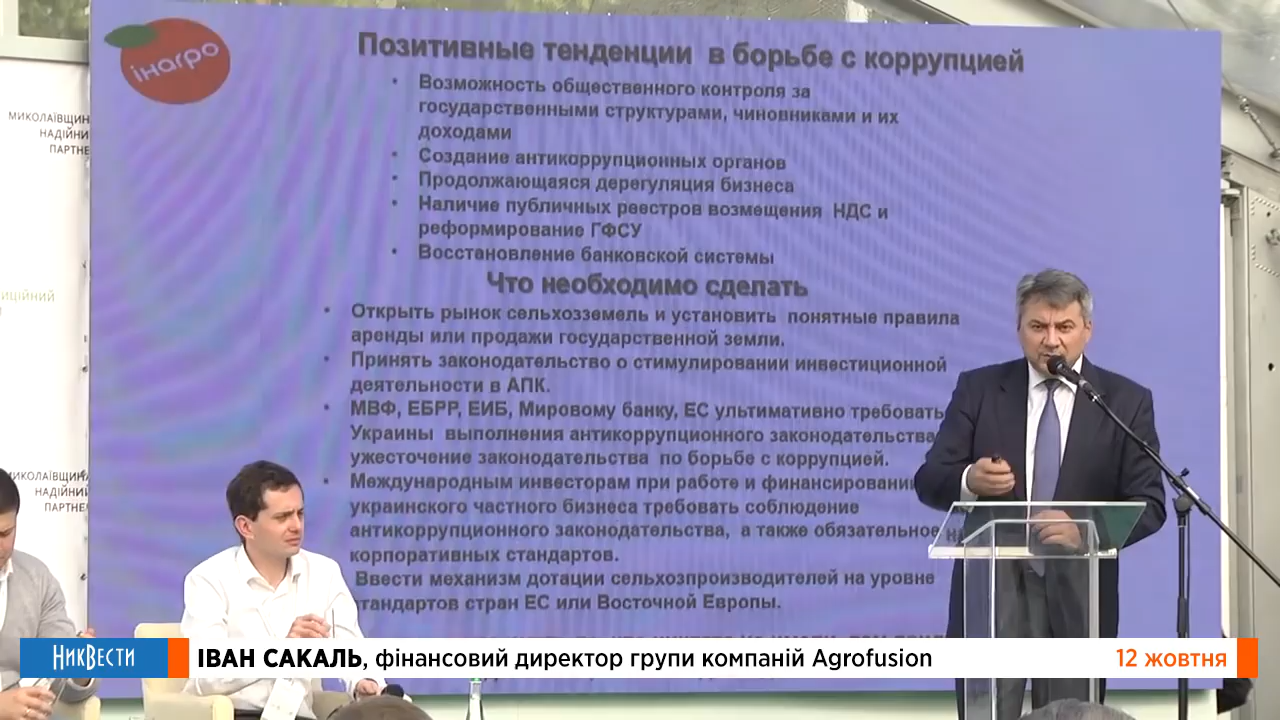 інагро
Позитивные тенденции в борьбе с коррупцией
• Возможность общественного контроля за
государственными структурами, чиновниками и их
доходами
• Создание антикоррупционных органов
• Продолжающаяся дерегуляция бизнеса
• Наличие публичных реестров возмещения НДС и
реформирование ГФСУ
• Восстановление банковской системы
Что необходимо сделать
• Открыть рынок сельхозземель и установить понятные правила
аренды или продажи государственной земли.
• Принять законодательство о стимулировании инвестиционной
деятельности в АПК.
• МВФ, ЕБРР, ЕИБ, Мировому банку, ЕС ультимативно требовать
Украины выполнения антикоррупционного законодательства
ужесточение законодательства по борьбе с коррупцией.
• Международным инвесторам при работе и финансировании
украинского частного бизнеса требовать соблюдение
антикоррупционного законодательства, а также обязательное
корпоративных стандартов.
Ввести механизм дотации сельхозпроизводителей на уровне
стандартов стран ЕС или Восточной Европы.
МИКОЛАЇВЩИН
НАДІЙНИ
ПАРТНЕ
ИЦІЙНИЙ
МИКОЛАЇВЩИНА
НАДІЙНИЙ
ПАРТНЕ
НИКВЕСТИ
ІВАН САКАЛЬ, фінансовий директор групи компаній Agrofusion
12 жовтня